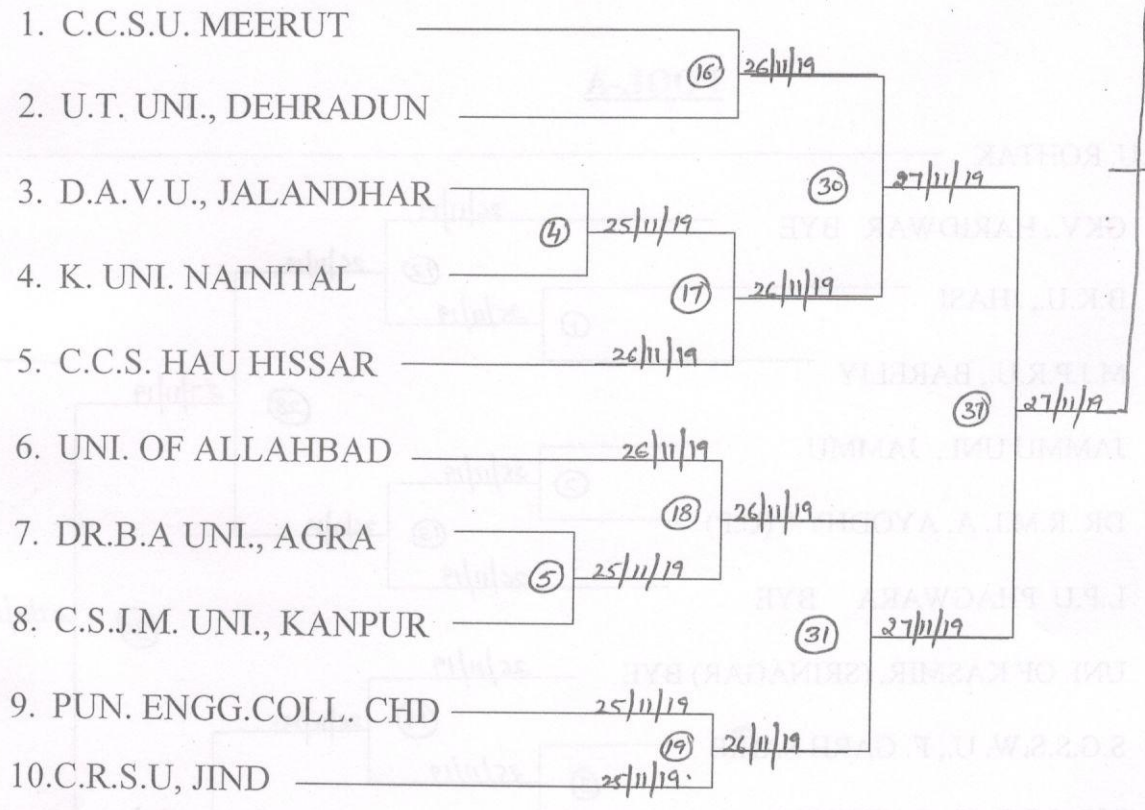 1. C.C.S.U. MEERUT
16 26/11/19
2. U.T. UNI., DEHRADUN
30 27/11/19
3. D.A.V.U., JALANDHAR
4 25/11/19
4. K. UNI. NAINITAL
17 26/11/19
5. C.C.S. HAU HISSAR 26/11/19
37 27/11/19
6. UNI. OF ALLAHBAD 26/11/19
18 26/11/19
7. DR.B.A UNI., AGRA
5 25/11/19
8. C.S.J.M. UNI., KANPUR
31 27/11/19
9. PUN. ENGG.COLL. CHD 25/11/19
19 26/11/19
10.C.R.S.U, JIND 25/11/19.